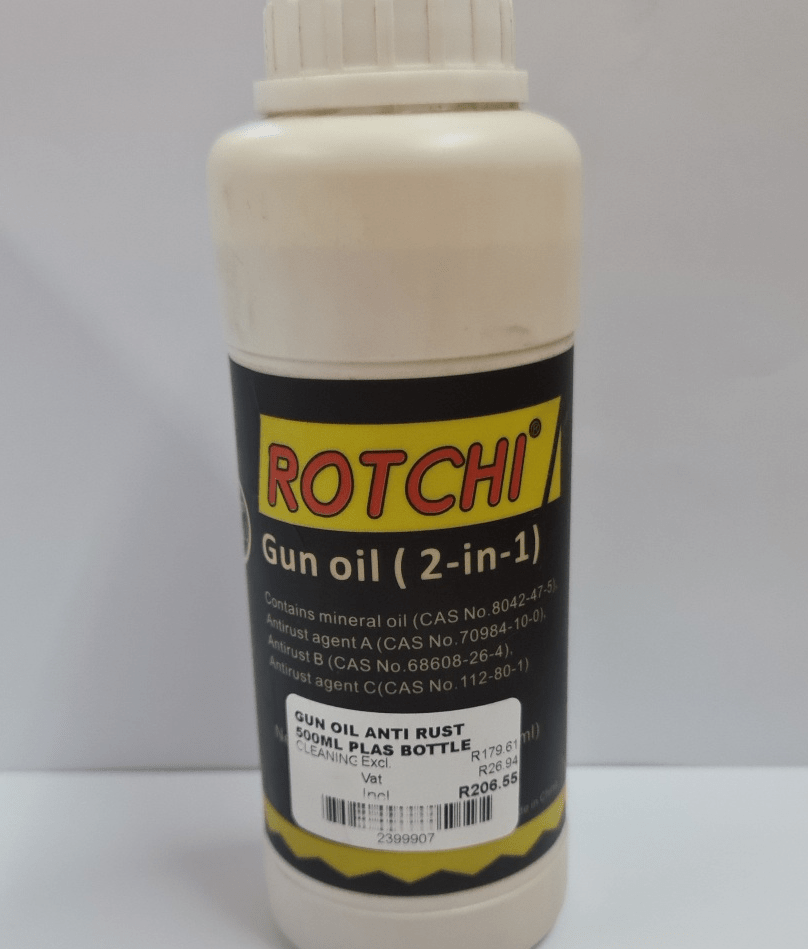 ROTCHI®
Gun oil ( 2-in-1)
Contains mineral oil (CAS No.8042-47-5),
Antirust agent A (CAS No.70984-10-0),
Antirust B (CAS No.68608-26-4),
Antirust agent C(CAS No.112-80-1)
ml)
GUN OIL ANTI RUST
500ML PLAS BOTTLE
CLEANING Excl. R179.61
Vat R26.94
Incl R206.55
2399907